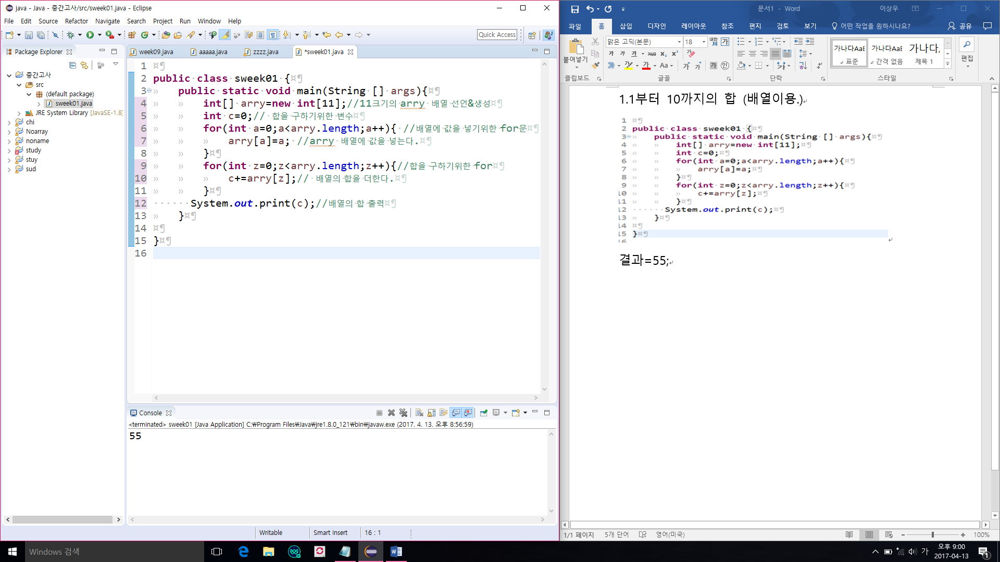 java - Java - 중간고사/src/sweek01.java - Eclipse
File Edit Source Refactor Navigate Search Project Run Window Help
Quick Access
Package Explorer
중간고사
src
(default package)
sweek01.java
JRE System Library [JavaSE-1.8]
chi
Noarray
noname
study
stuy
sud
week09.java aaaaa.java zzzz.java *sweek01.java
1
2 public class sweek01 {
3 public static void main(String [] args){
4 int[] arry=new int[11];//11크기의 arry 배열 선언&생성
5 int c=0;// 합을 구하기위한 변수
6 for(int a=0;a<arry.length;a++){ //배열에 값을 넣기위한 for문
7 arry[a]=a; //arry 배열에 값을 넣는다.
8 }
9 for(int z=0;z<arry.length;z++){//합을 구하기위한 for
10 c+=arry[z];// 배열의 합을 더한다.
11 }
12 System.out.print(c);//배열의 합 출력
13 }
14
15 }
16
Console
<terminated> sweek01 [Java Application] C:₩Program Files₩Java₩jre1.8.0_121₩bin₩javaw.exe (2017. 4. 13. 오후 8:56:59)
55
Writable Smart Insert 16 : 1
문서1 - Word 이상우
파일 홈 삽입 디자인 레이아웃 참조 편지 검토 보기 어떤 작업을 원하시나요? 공유
붙여넣기
맑은 고딕(본문) 18
가나다AaE 가나다AaE 가나다
표준 간격 없음 제목 1
편집
클립보드 글꼴 단락 스타일
1.1부터 10까지의 합 (배열이용.)
1
2 public class sweek01 {
3 public static void main(String [] args){
4 int[] arry=new int[11];
5 int c=0;
6 for(int a=0;a<arry.length;a++){
7 arry[a]=a;
8 }
9 for(int z=0;z<arry.length;z++){
10 c+=arry[z];
11 }
12 System.out.print(c);
13 }
14
15 }
16
결과=55;
1/1 페이지 5개 단어 영어(미국) 100%
Windows 검색
가
오후 9:00
2017-04-13